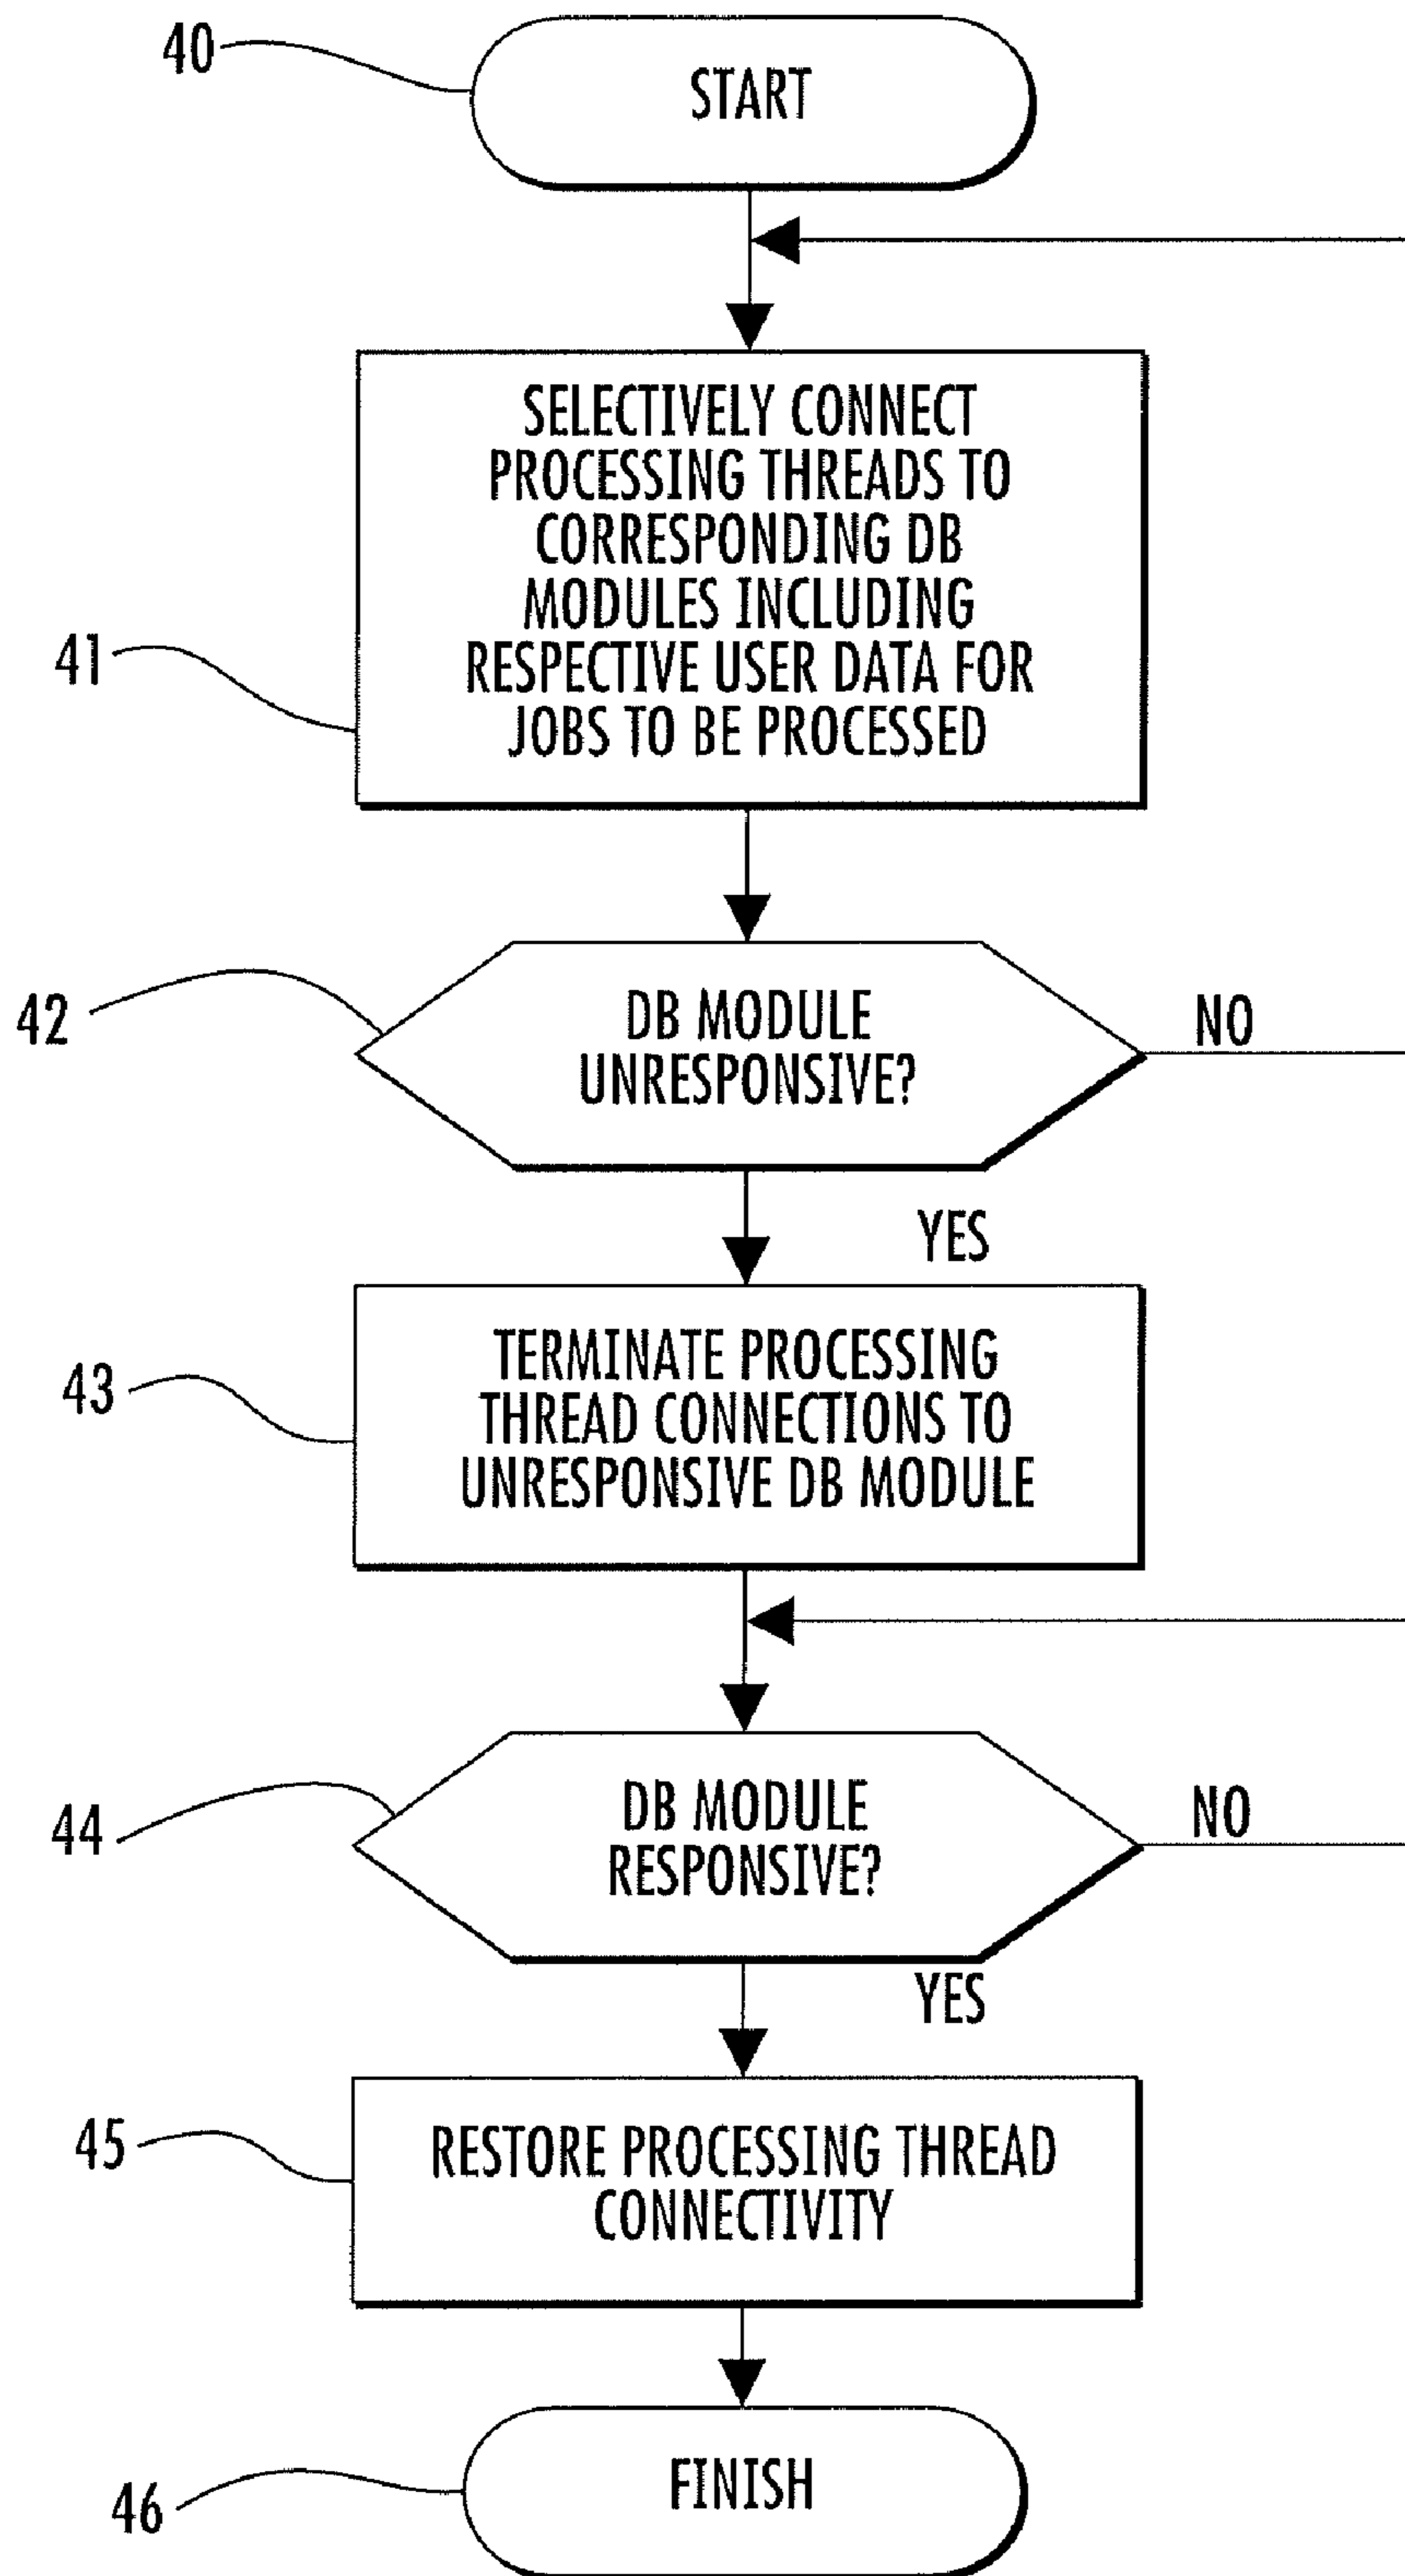 40
START
SELECTIVELY CONNECT
PROCESSING THREADS TO
CORRESPONDING DB
MODULES INCLUDING
RESPECTIVE USER DATA FOR
JOBS TO BE PROCESSED
41
42
DB MODULE
UNRESPONSIVE?
NO
YES
43
TERMINATE PROCESSING
THREAD CONNECTIONS TO
UNRESPONSIVE DB MODULE
44
DB MODULE
RESPONSIVE?
NO
YES
45
RESTORE PROCESSING THREAD
CONNECTIVITY
46
FINISH